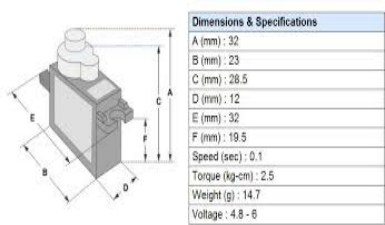 A
C
E
F
B
D
Dimensions & Specifications
A (mm) : 32
B (mm) : 23
C (mm) : 28.5
D (mm) : 12
E (mm) : 32
F (mm) : 19.5
Speed (sec) : 0.1
Torque (kg-cm) : 2.5
Weight (g) : 14.7
Voltage : 4.8 - 6